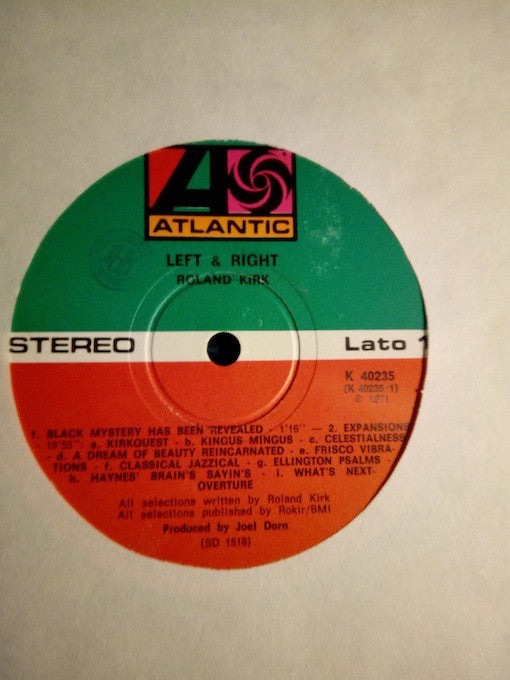 ATLANTIC
LEFT & RIGHT
ROLAND KIRK
STEREO
Lato 1
K 40235
(K 40235/1)
℗ 1971
1. BLACK MYSTERY HAS BEEN REVEALED - 1'16" — 2. EXPANSIONS
- 19'55": a. KIRKQUEST - b. KINGUS MINGUS - c. CELESTIALNESS
- d. A DREAM OF BEAUTY REINCARNATED - e. FRISCO VIBRA-
TIONS - f. CLASSICAL JAZZICAL - g. ELLINGTON PSALMS -
h. HAYNES' BRAIN'S SAYIN'S - i. WHAT'S NEXT-
OVERTURE
All selections written by Roland Kirk
All selections published by Rokir/BMI
Produced by Joel Dorn
(SD 1518)